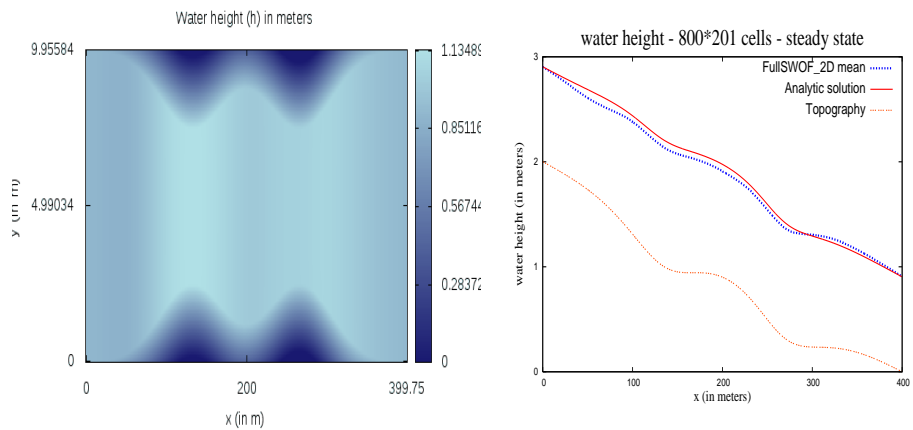 Water height (h) in meters
9.95584
4.99034
0
y (in m)
0
200
399.75
x (in m)
1.13489
0.85116
0.56744
0.28372
0
water height - 800*201 cells - steady state
FullSWOF_2D mean
Analytic solution
Topography
3
2
1
0
water height (in meters)
0
100
200
300
400
x (in meters)